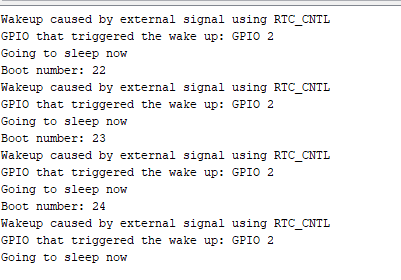 Wakeup caused by external signal using RTC_CNTL
GPIO that triggered the wake up: GPIO 2
Going to sleep now
Boot number: 22
Wakeup caused by external signal using RTC_CNTL
GPIO that triggered the wake up: GPIO 2
Going to sleep now
Boot number: 23
Wakeup caused by external signal using RTC_CNTL
GPIO that triggered the wake up: GPIO 2
Going to sleep now
Boot number: 24
Wakeup caused by external signal using RTC_CNTL
GPIO that triggered the wake up: GPIO 2
Going to sleep now